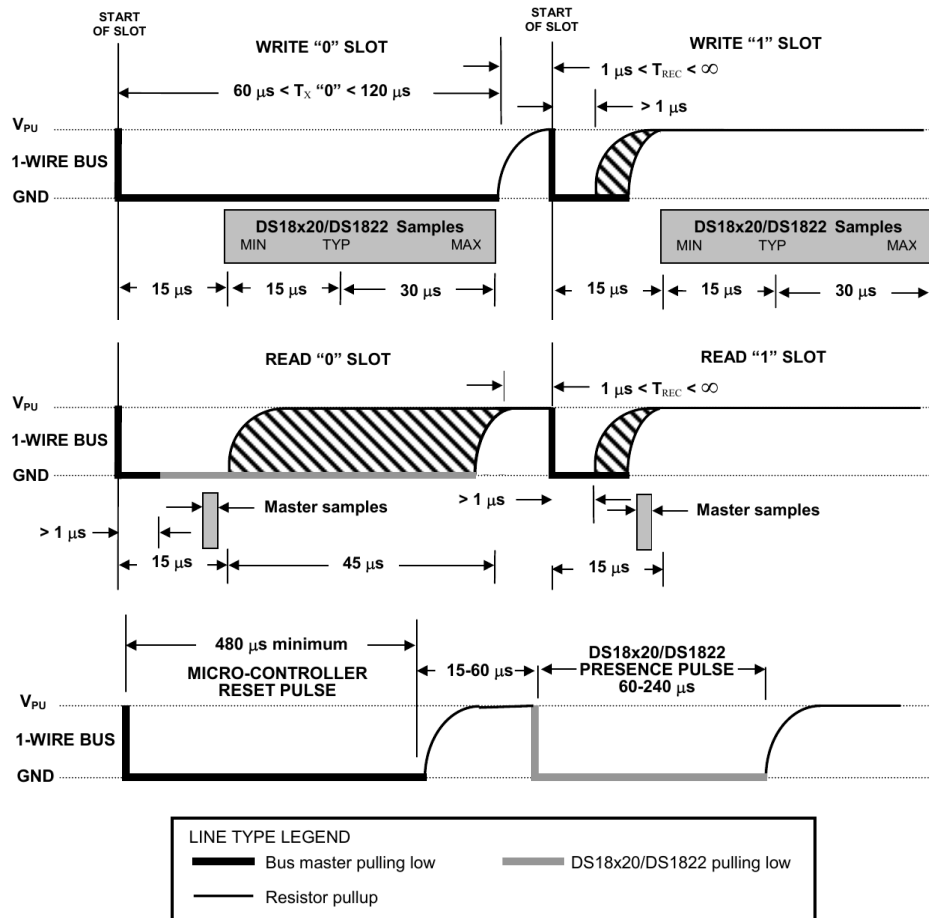 START
OF SLOT
START
OF SLOT
WRITE “0” SLOT
WRITE “1” SLOT
1 μs < TREC < ∞
60 μs < TX “0” < 120 μs
> 1 μs
VPU
1-WIRE BUS
GND
DS18x20/DS1822 Samples
MIN TYP MAX
MIN TYP MAX
15 μs 15 μs 30 μs
15 μs 15 μs 30 μs
READ “0” SLOT
READ “1” SLOT
1 μs < TREC < ∞
VPU
1-WIRE BUS
GND
> 1 μs
Master samples
Master samples
> 1 μs
15 μs 45 μs
15 μs
480 μs minimum
MICRO-CONTROLLER
RESET PULSE
15-60 μs
DS18x20/DS1822
PRESENCE PULSE
60-240 μs
VPU
1-WIRE BUS
GND
LINE TYPE LEGEND
Bus master pulling low
DS18x20/DS1822 pulling low
Resistor pullup